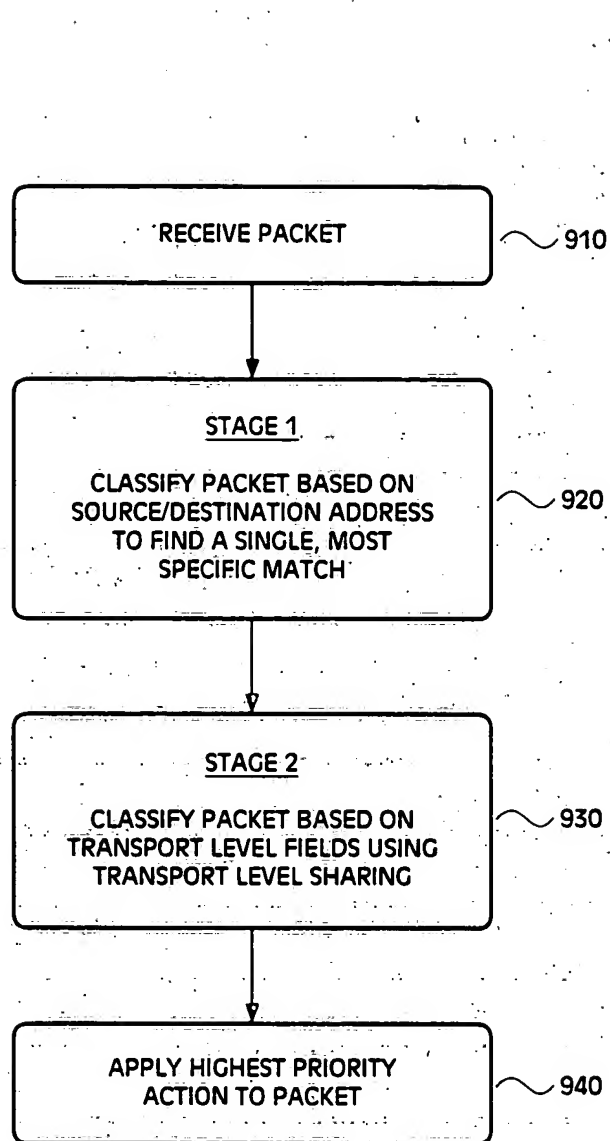 RECEIVE PACKET
910
STAGE 1
CLASSIFY PACKET BASED ON
SOURCE/DESTINATION ADDRESS
TO FIND A SINGLE, MOST
SPECIFIC MATCH
920
STAGE 2
CLASSIFY PACKET BASED ON
TRANSPORT LEVEL FIELDS USING
TRANSPORT LEVEL SHARING
930
APPLY HIGHEST PRIORITY
ACTION TO PACKET
940